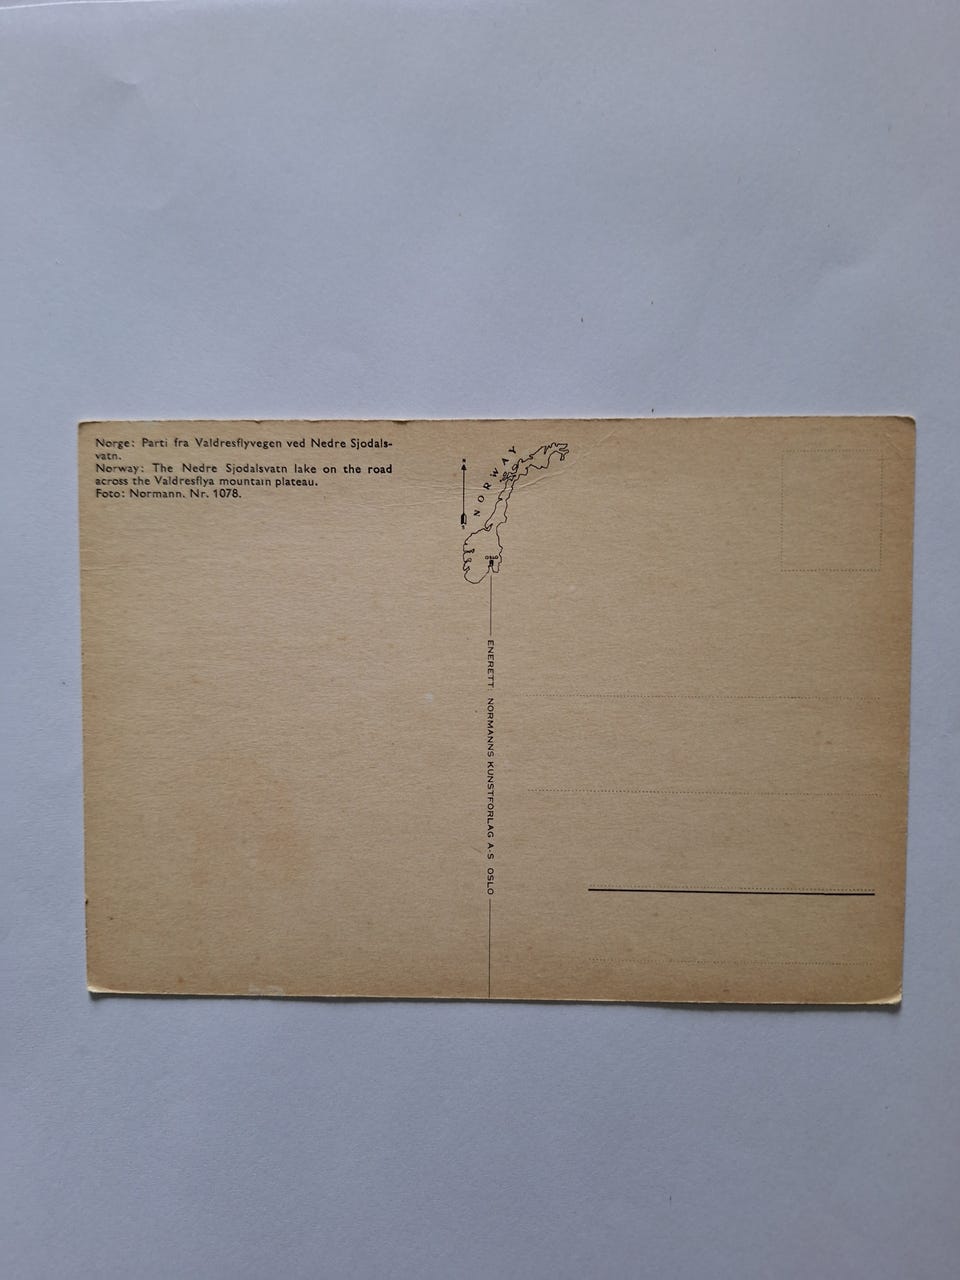 Norge: Parti fra Valdresflyvegen ved Nedre Sjodals-
vatn.
Norway: The Nedre Sjodalsvatn lake on the road
across the Valdresflya mountain plateau.
Foto: Normann. Nr. 1078.
NORWAY
OSLO
ENERETT: NORMANNS KUNSTFORLAG A-S OSLO